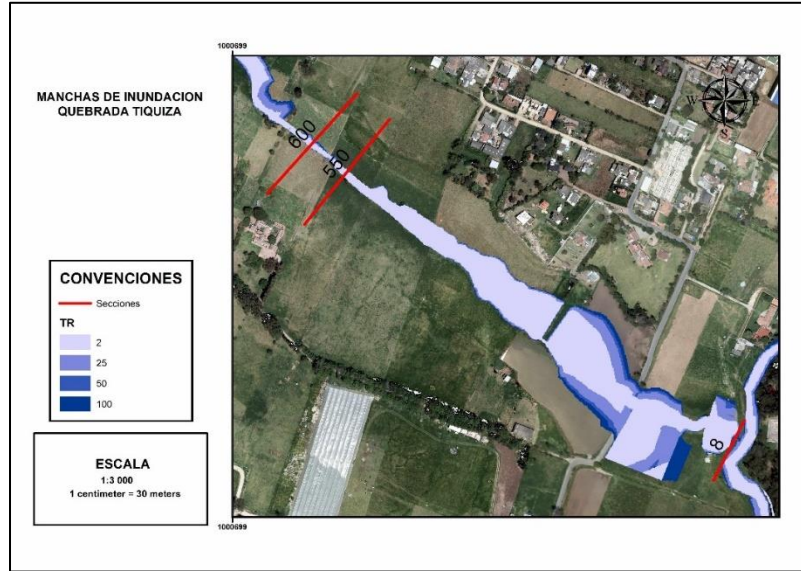 1000699
MANCHAS DE INUNDACION
QUEBRADA TIQUIZA
600
550
8
N
W
E
S
CONVENCIONES
Secciones
TR
2
25
50
100
ESCALA
1:3 000
1 centimeter = 30 meters
1000699